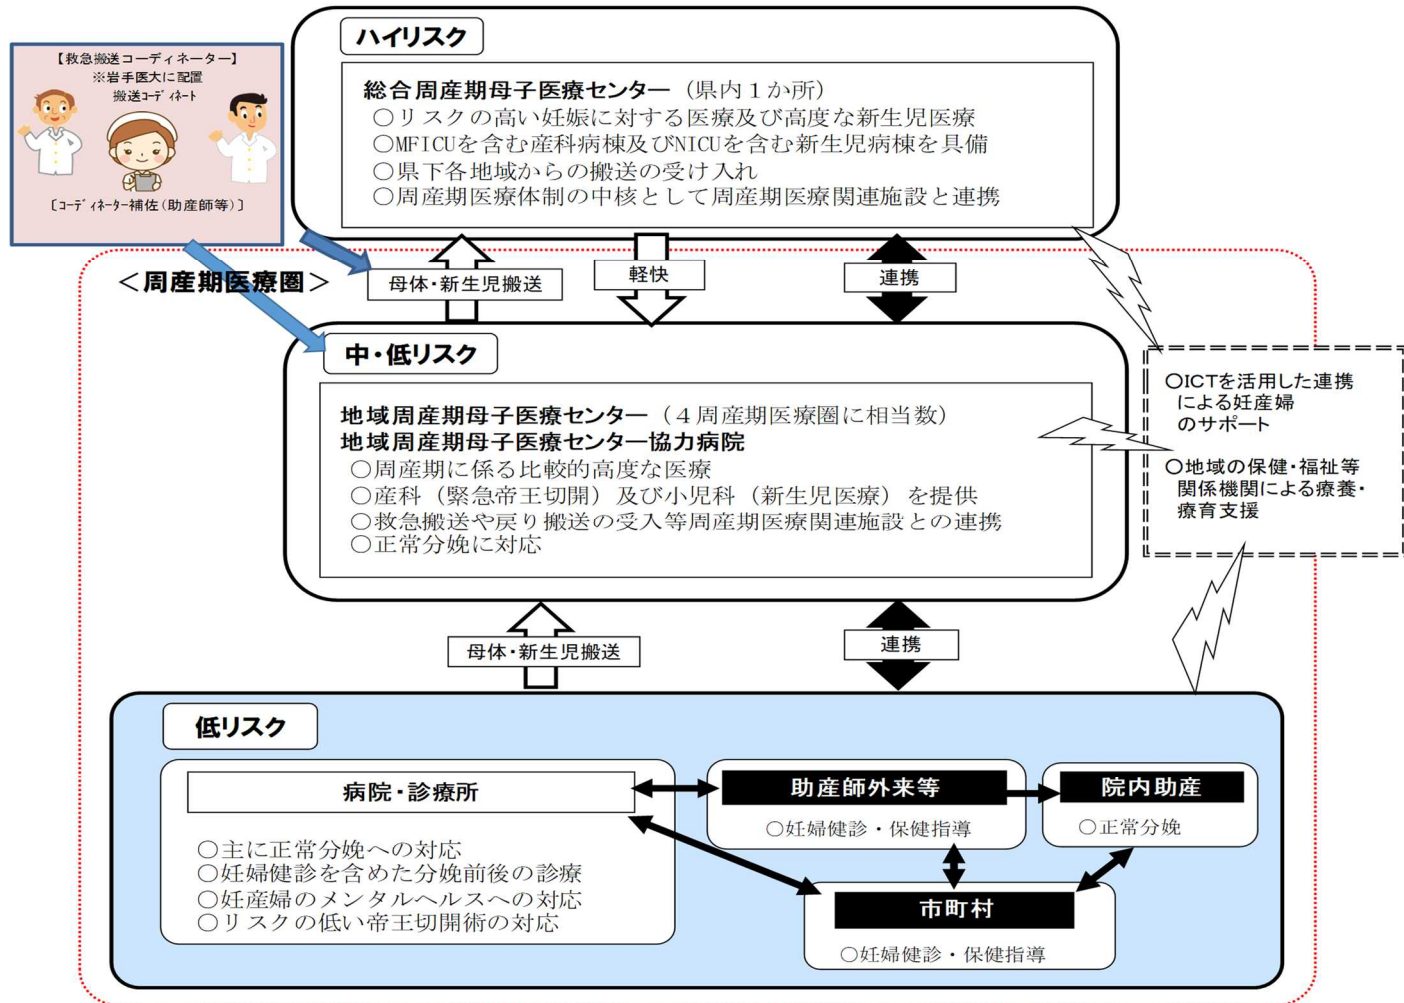 【救急搬送コーディネーター】
※岩手医大に配置
搬送ｺｰﾃﾞｨﾈｰﾄ
〔ｺｰﾃﾞｨﾈｰﾀｰ補佐（助産師等）〕
ハイリスク
総合周産期母子医療センター（県内１か所）
○リスクの高い妊娠に対する医療及び高度な新生児医療
○MFICUを含む産科病棟及びNICUを含む新生児病棟を具備
○県下各地域からの搬送の受け入れ
○周産期医療体制の中核として周産期医療関連施設と連携
＜周産期医療圏＞
母体・新生児搬送
軽快
連携
中・低リスク
地域周産期母子医療センター（４周産期医療圏に相当数）
地域周産期母子医療センター協力病院
○周産期に係る比較的高度な医療
○産科（緊急帝王切開）及び小児科（新生児医療）を提供
○救急搬送や戻り搬送の受入等周産期医療関連施設との連携
○正常分娩に対応
○ICTを活用した連携
による妊産婦
のサポート
○地域の保健・福祉等
関係機関による療養・
療育支援
母体・新生児搬送
連携
低リスク
病院・診療所
○主に正常分娩への対応
○妊婦健診を含めた分娩前後の診療
○妊産婦のメンタルヘルスへの対応
○リスクの低い帝王切開術の対応
助産師外来等
○妊婦健診・保健指導
院内助産
○正常分娩
市町村
○妊婦健診・保健指導